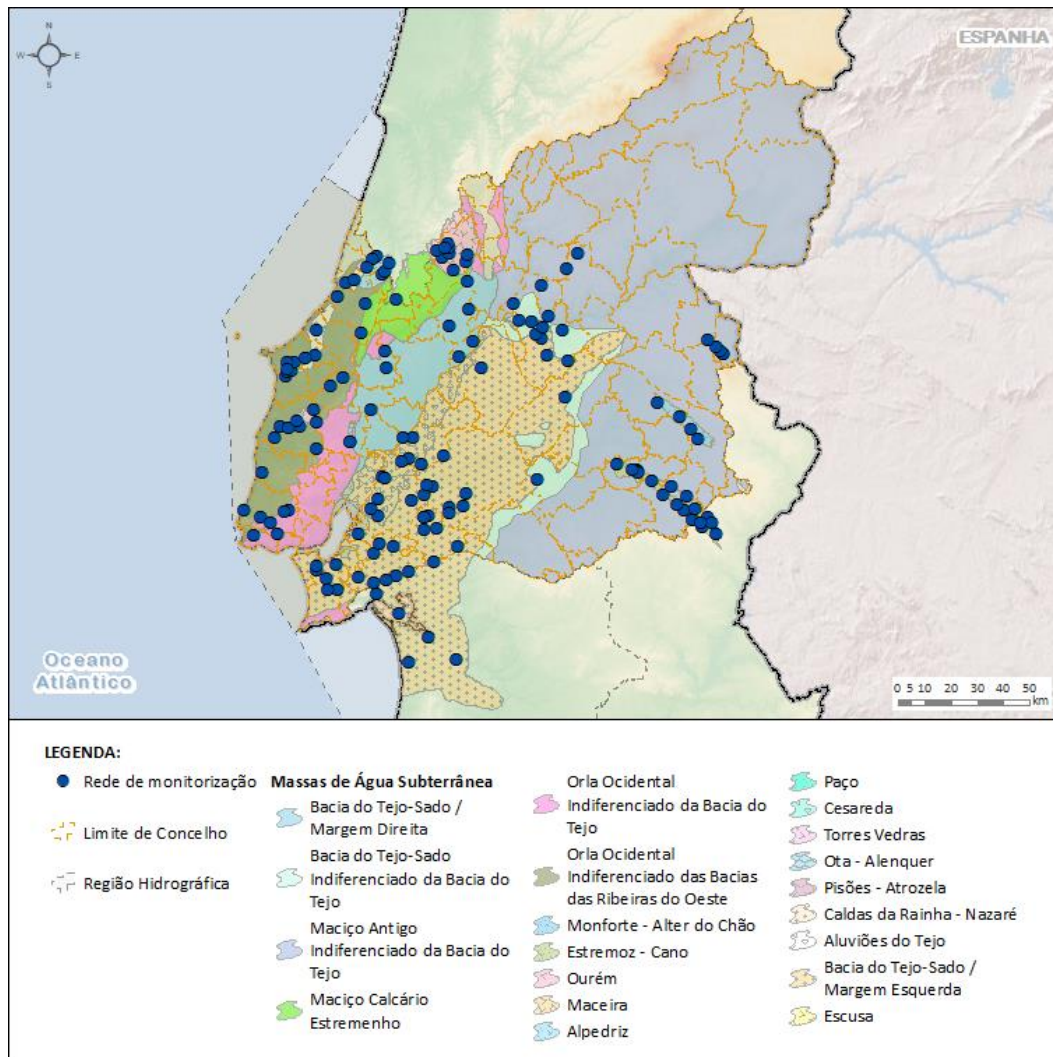 N
W
E
S
ESPANHA
Oceano
Atlântico
0 5 10 20 30 40 50
km
LEGENDA:
Rede de monitorização
Limite de Concelho
Região Hidrográfica
Massas de Água Subterrânea
Bacia do Tejo-Sado /
Margem Direita
Bacia do Tejo-Sado
Indiferenciado da Bacia do
Tejo
Maciço Antigo
Indiferenciado da Bacia do
Tejo
Maciço Calcário
Estremenho
Orla Ocidental
Indiferenciado da Bacia do
Tejo
Orla Ocidental
Indiferenciado das Bacias
das Ribeiras do Oeste
Monforte - Alter do Chão
Estremoz - Cano
Ourém
Maceira
Alpedriz
Paço
Cesareda
Torres Vedras
Ota - Alenquer
Pisões - Atrozela
Caldas da Rainha - Nazaré
Aluviões do Tejo
Bacia do Tejo-Sado /
Margem Esquerda
Escusa